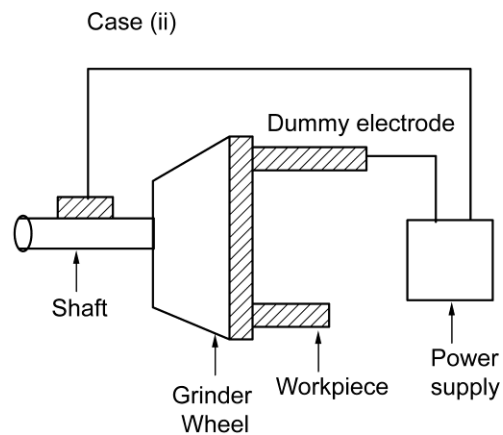 Case (ii)
Dummy electrode
Shaft
Grinder
Wheel
Workpiece
Power
supply